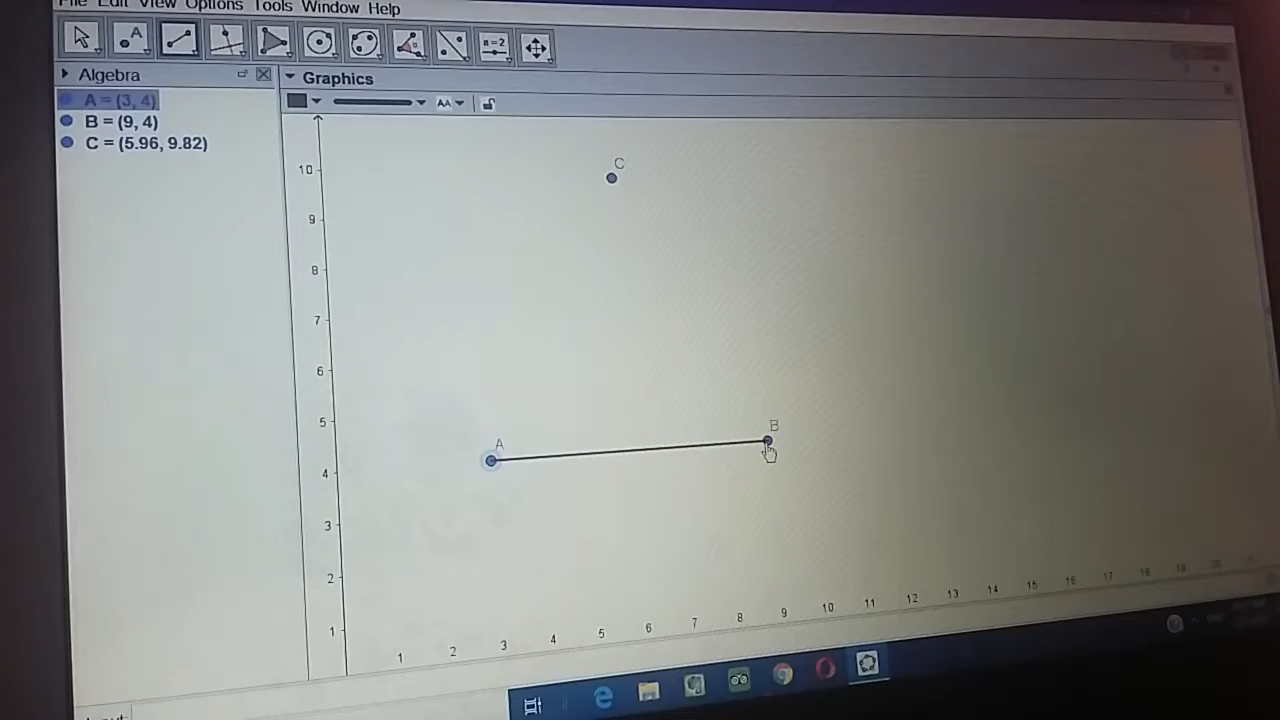 File Edit View Options Tools Window Help
A
a=2
Algebra
Graphics
A = (3, 4)
B = (9, 4)
C = (5.96, 9.82)
AA
C
10
9
8
7
6
5
4
3
2
1
B
A
1 2 3 4 5 6 7 8 9 10 11 12 13 14 15 16 17 18 19